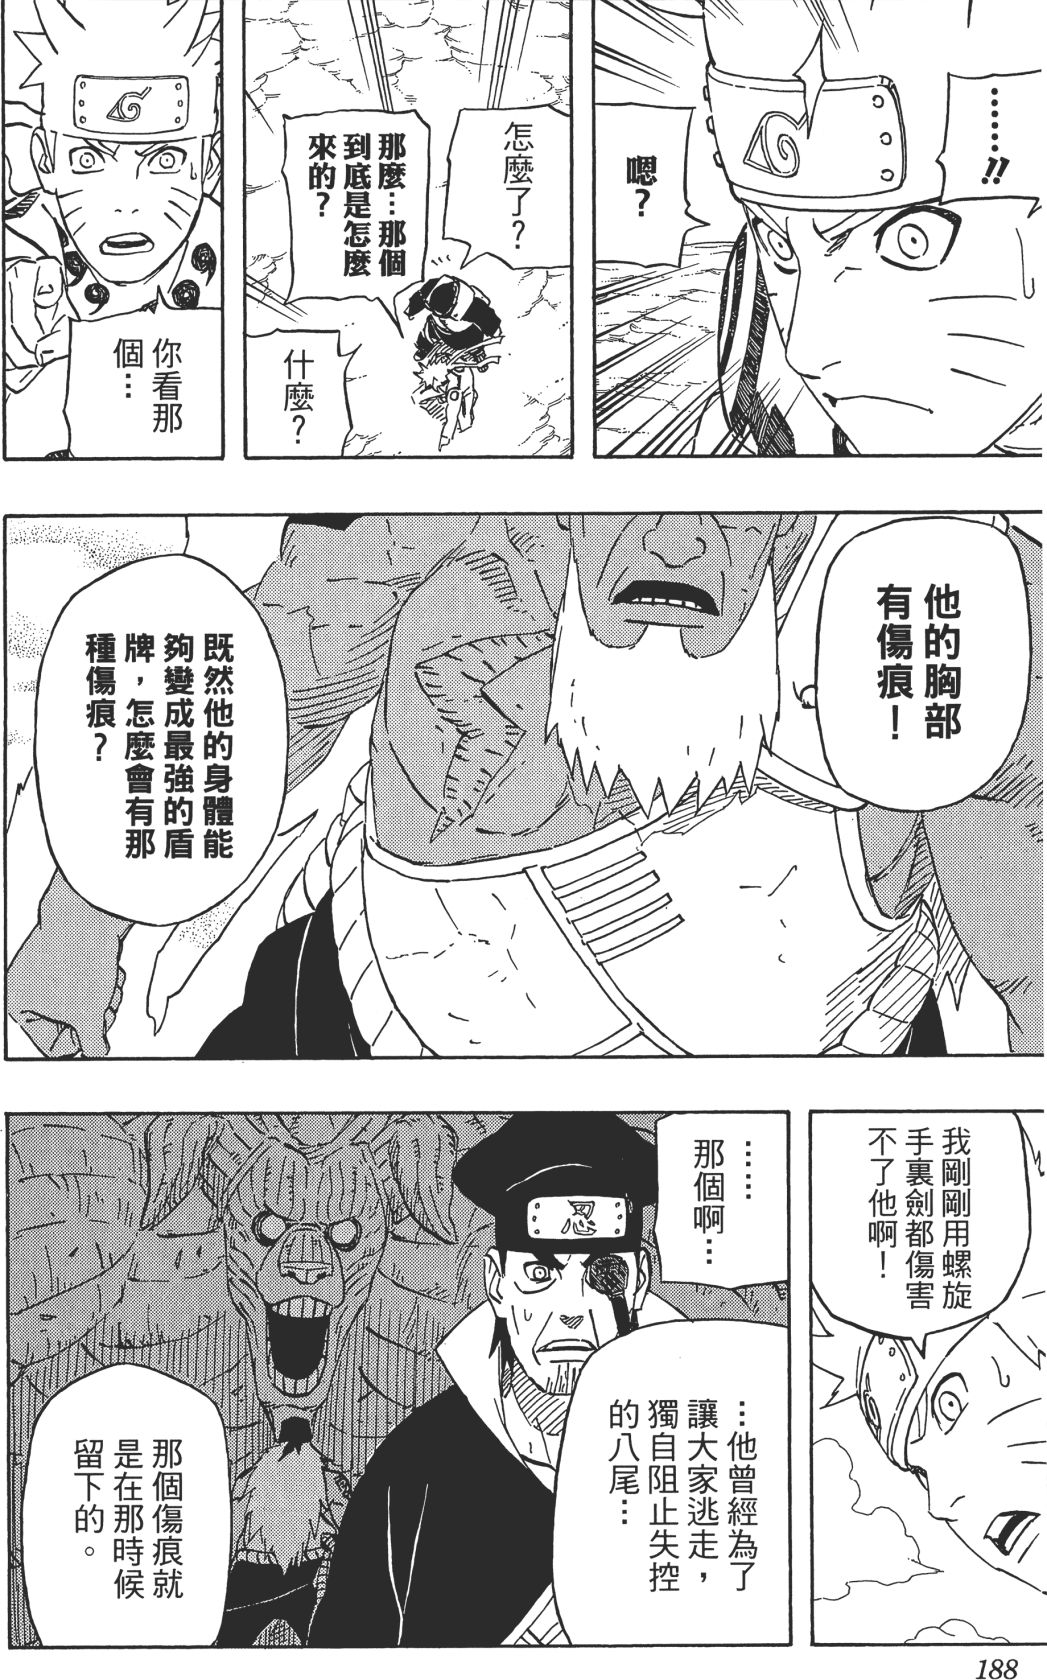 ……!!
嗯？
怎麼了？
那麼…那個
到底是怎麼
來的？
什麼？
你看那
個…
他的胸部
有傷痕！
既然他的身體能
夠變成最強的盾
牌，怎麼會有那
種傷痕？
我剛剛用螺旋
手裏劍都傷害
不了他啊！
……
那個啊…
忍
…他曾經為了
讓大家逃走，
獨自阻止失控
的八尾…
那個傷痕就
是在那時候
留下的。
188